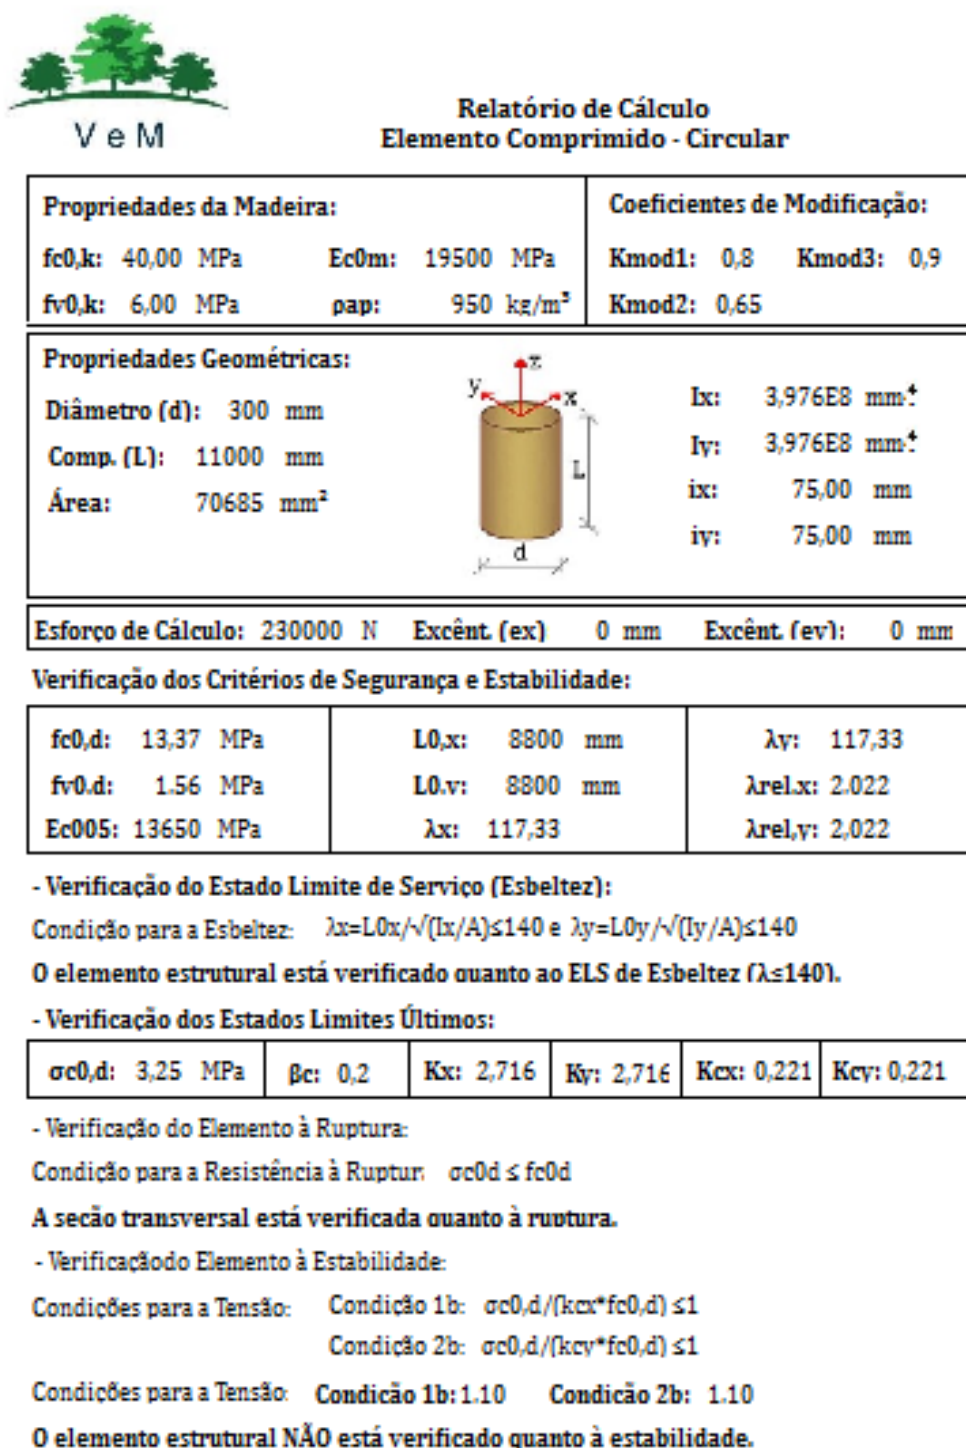 V e M
Relatório de Cálculo
Elemento Comprimido - Circular
Propriedades da Madeira: Coeficientes de Modificação:
fc0,k: 40,00 MPa Ec0m: 19500 MPa Kmod1: 0,8 Kmod3: 0,9
fv0,k: 6,00 MPa ρap: 950 kg/m³ Kmod2: 0,65
Propriedades Geométricas:
Diâmetro (d): 300 mm
Comp. (L): 11000 mm
Área: 70685 mm²
z
y
x
L
d
Ix: 3,976E8 mm⁴
Iy: 3,976E8 mm⁴
ix: 75,00 mm
iy: 75,00 mm
Esforço de Cálculo: 230000 N Excênt. (ex) 0 mm Excênt. (ey): 0 mm
Verificação dos Critérios de Segurança e Estabilidade:
fc0,d: 13,37 MPa L0,x: 8800 mm λy: 117,33
fv0,d: 1,56 MPa L0,y: 8800 mm λrel,x: 2,022
Ec005: 13650 MPa λx: 117,33 λrel,y: 2,022
- Verificação do Estado Limite de Serviço (Esbeltez):
Condição para a Esbeltez: λx=L0x/√(Ix/A)≤140 e λy=L0y/√(Iy/A)≤140
O elemento estrutural está verificado quanto ao ELS de Esbeltez (λ≤140).
- Verificação dos Estados Limites Últimos:
σc0,d: 3,25 MPa βc: 0,2 Kx: 2,716 Ky: 2,716 Kcx: 0,221 Kcy: 0,221
- Verificação do Elemento à Ruptura:
Condição para a Resistência à Ruptur σc0d ≤ fc0d
A seção transversal está verificada quanto à ruptura.
- Verificaçãodo Elemento à Estabilidade:
Condições para a Tensão: Condição 1b: σc0,d/(kcx*fc0,d) ≤1
Condição 2b: σc0,d/(kcy*fc0,d) ≤1
Condições para a Tensão: Condição 1b: 1,10 Condição 2b: 1,10
O elemento estrutural NÃO está verificado quanto à estabilidade.